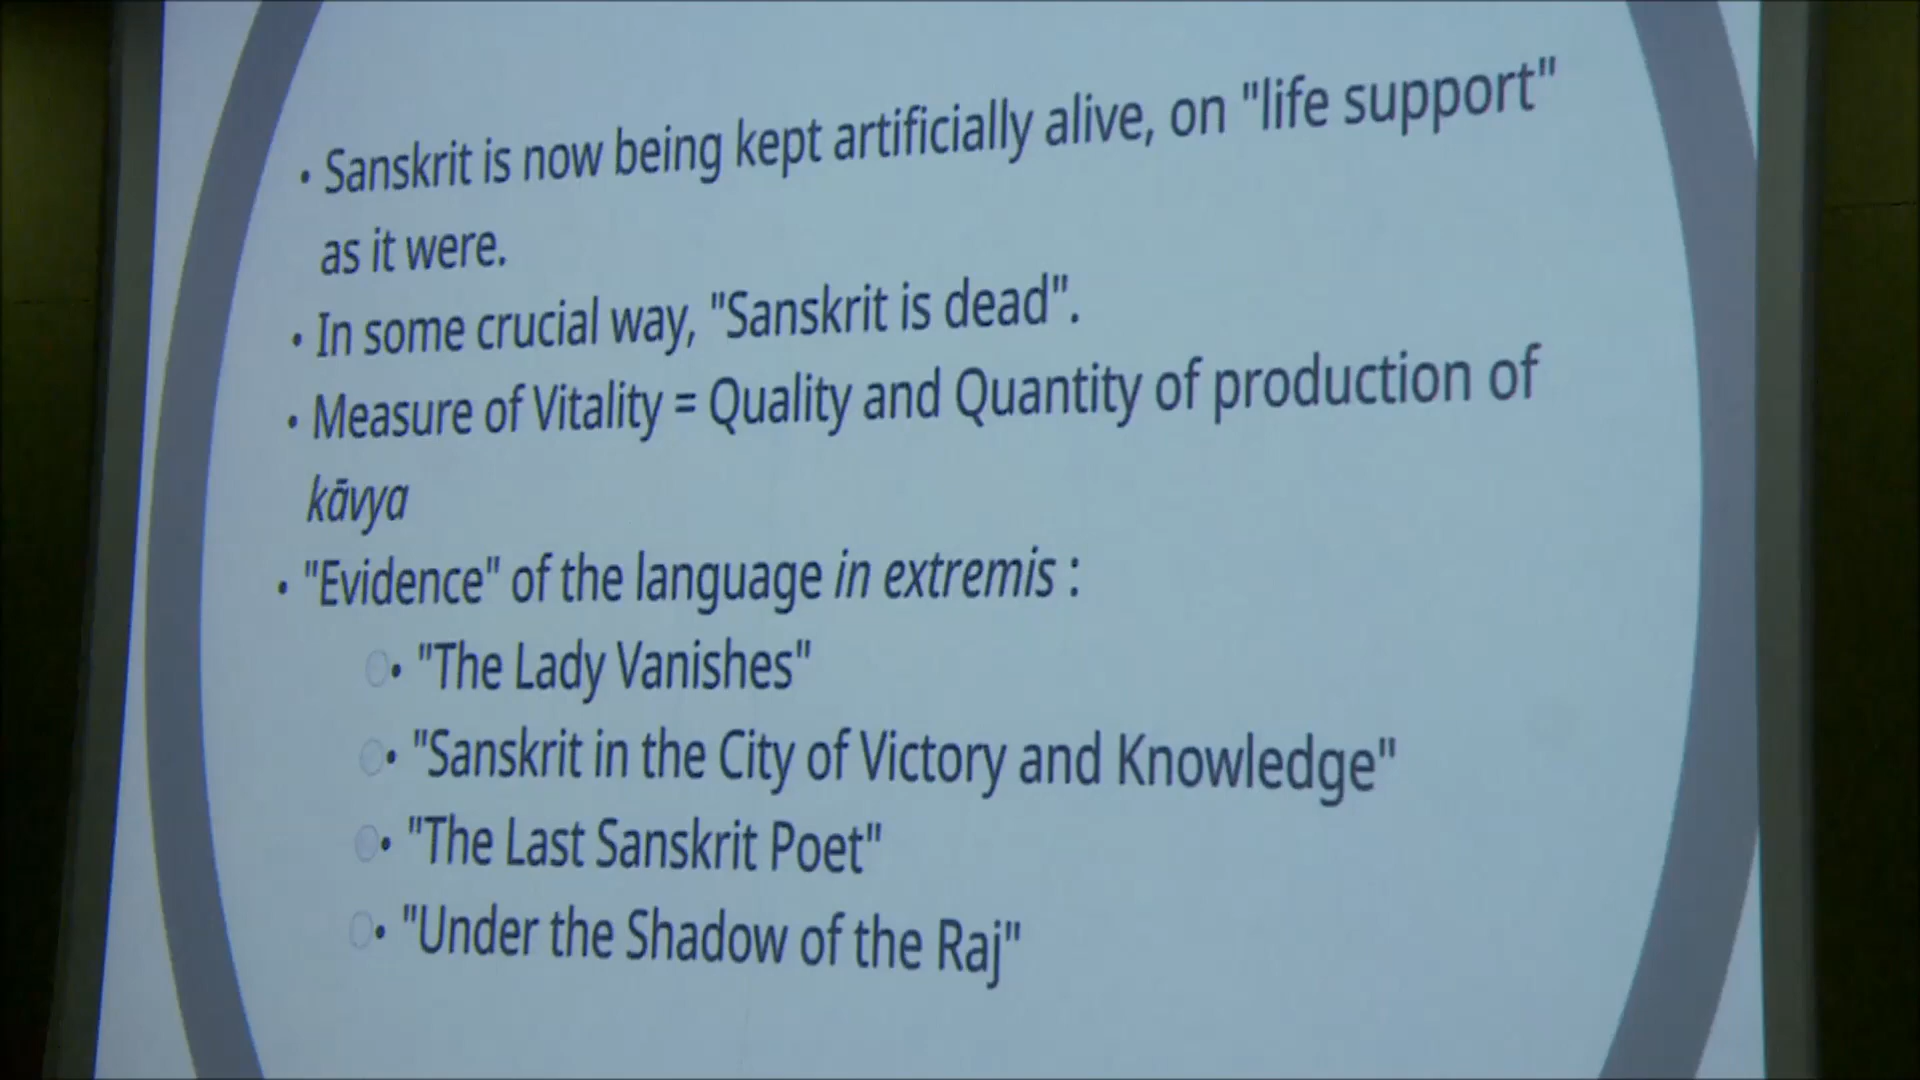 • Sanskrit is now being kept artificially alive, on "life support"
as it were.
• In some crucial way, "Sanskrit is dead".
• Measure of Vitality = Quality and Quantity of production of
kāvya
• "Evidence" of the language in extremis :
• "The Lady Vanishes"
• "Sanskrit in the City of Victory and Knowledge"
• "The Last Sanskrit Poet"
• "Under the Shadow of the Raj"